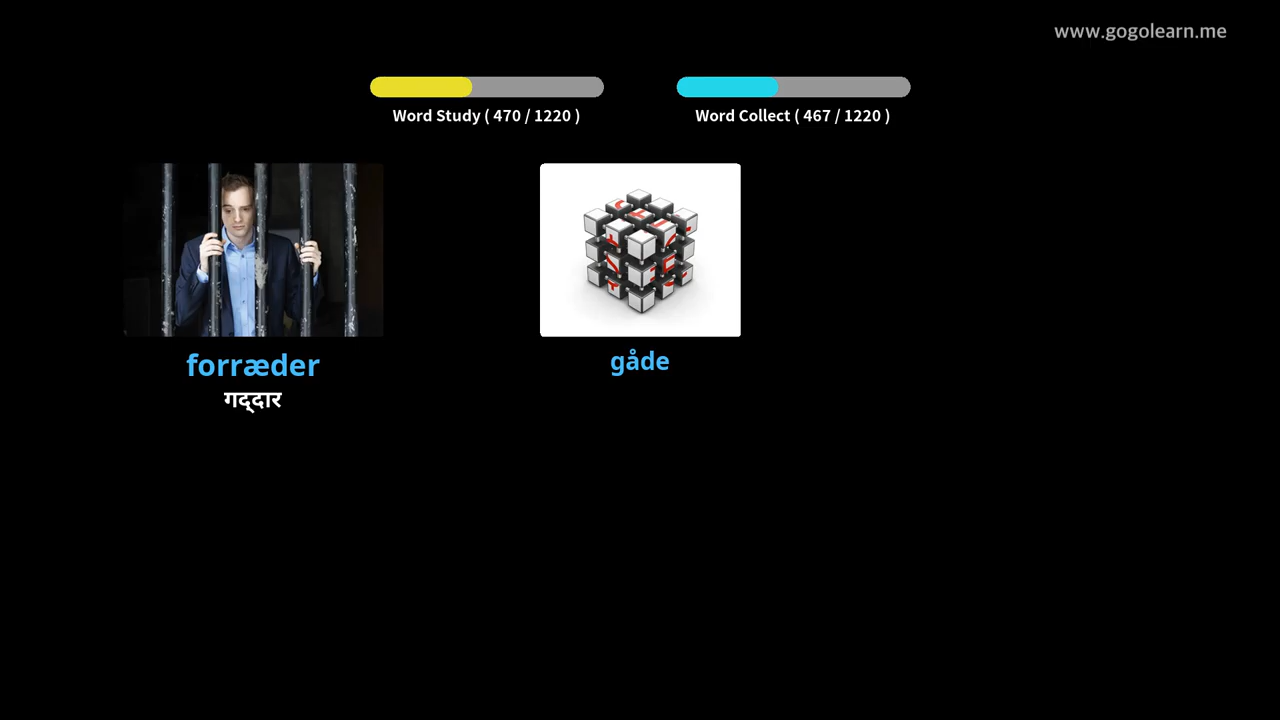 www.gogolearn.me
Word Study ( 470 / 1220 )
Word Collect ( 467 / 1220 )
forræder
गद्दार
gåde